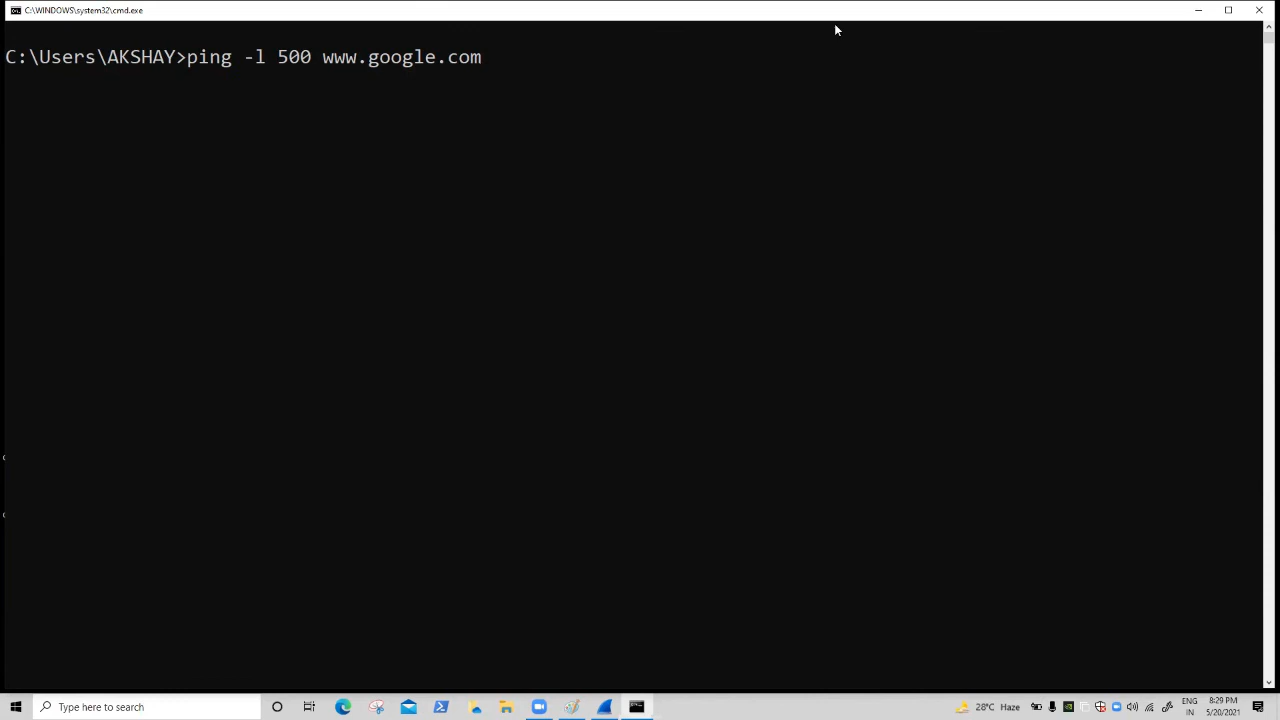 C:\WINDOWS\system32\cmd.exe
C:\Users\AKSHAY>ping -l 500 www.google.com
Type here to search
28°C Haze
ENG
IN
8:29 PM
5/20/2021